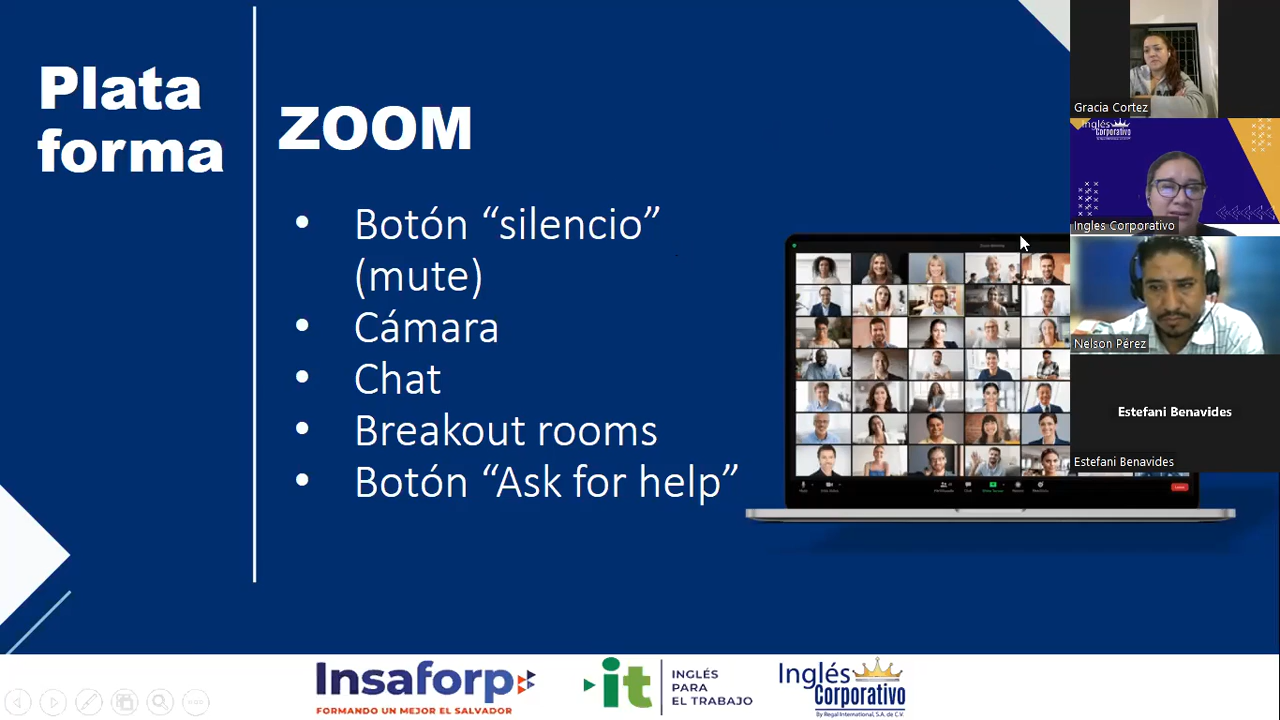 Plata
forma
ZOOM
• Botón “silencio”
(mute)
• Cámara
• Chat
• Breakout rooms
• Botón “Ask for help”
Gracia Cortez
Inglés
Corporativo
Ingles Corporativo
Nelson Pérez
Estefani Benavides
Estefani Benavides
Insaforp
FORMANDO UN MEJOR EL SALVADOR
it
INGLÉS
PARA
EL TRABAJO
Inglés
Corporativo
By Regal International, S.A. de C.V.